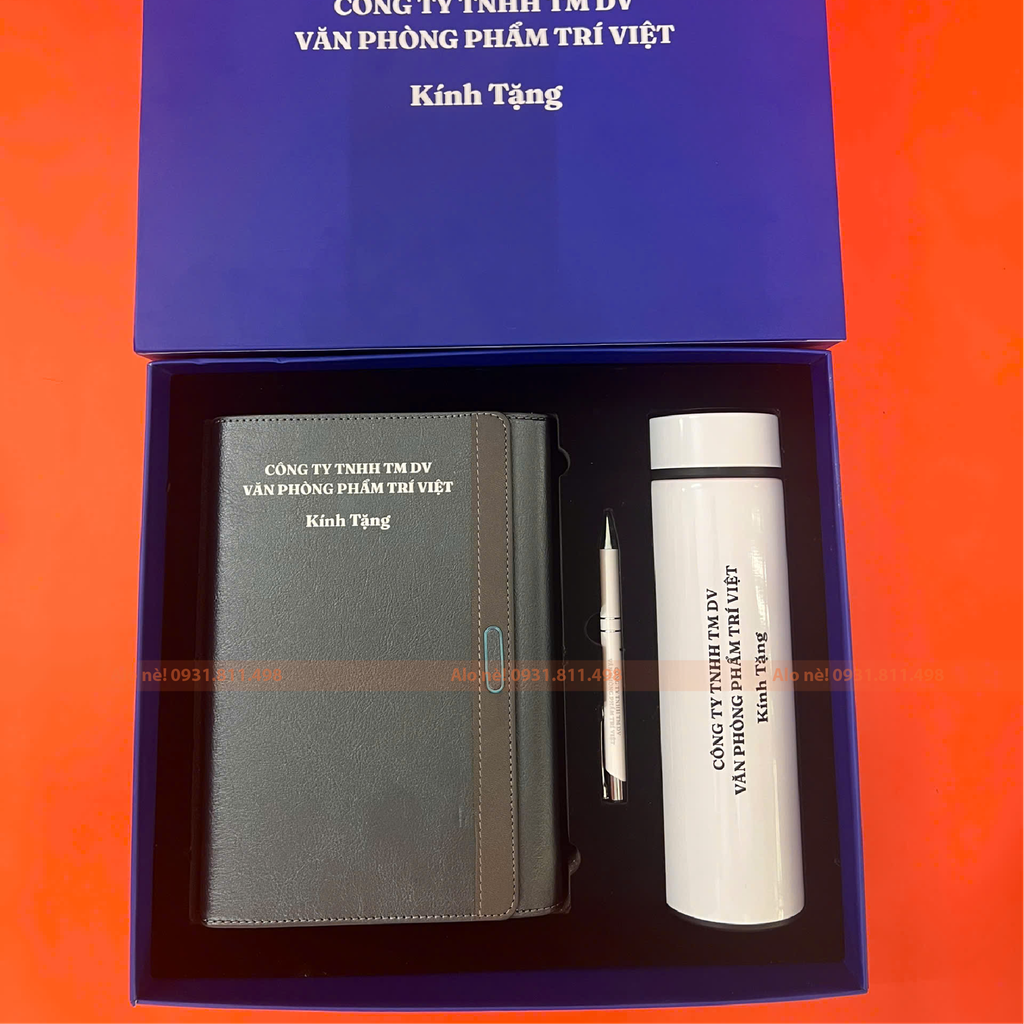 CÔNG TY TNHH TM DV
VĂN PHÒNG PHẨM TRÍ VIỆT
Kính Tặng
CÔNG TY TNHH TM DV
VĂN PHÒNG PHẨM TRÍ VIỆT
Kính Tặng
CÔNG TY TNHH TM DV
VĂN PHÒNG PHẨM TRÍ VIỆT
Kính Tặng
nè! 0931.811.498 Alo nè! 0931.811.498 Alo nè! 0931.811.498